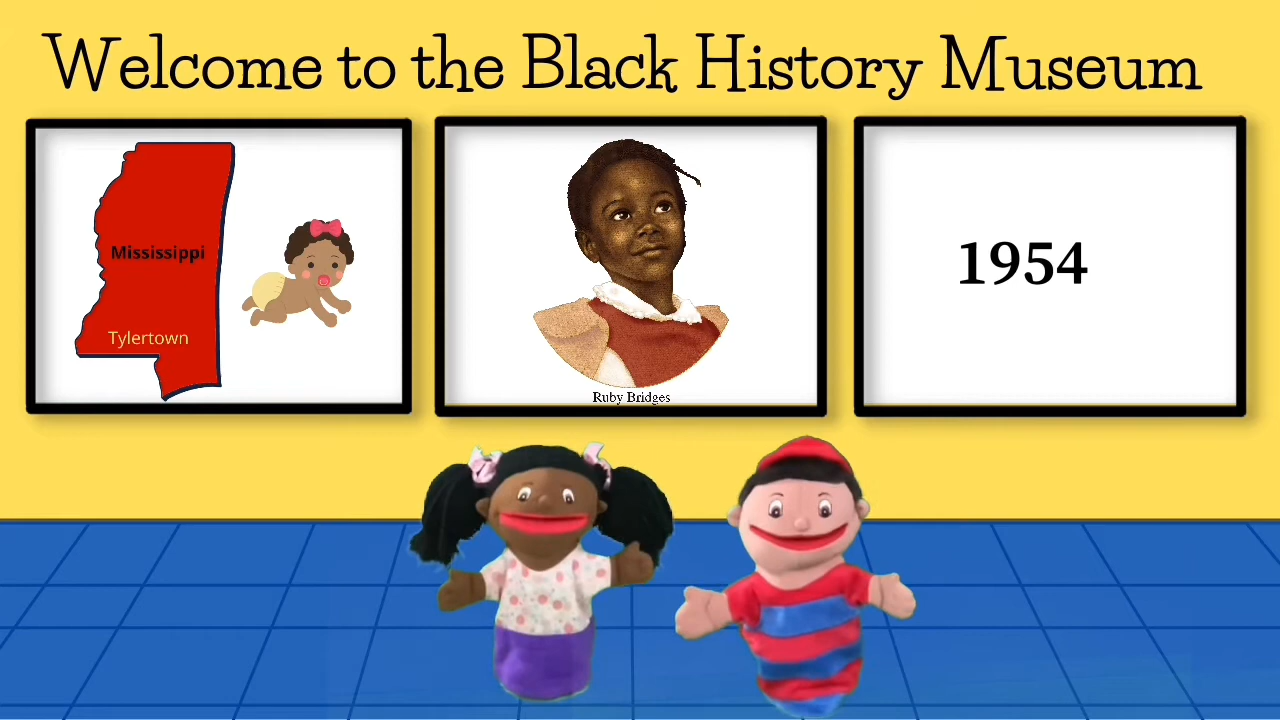 Welcome to the Black History Museum
Mississippi
Tylertown
Ruby Bridges
1954